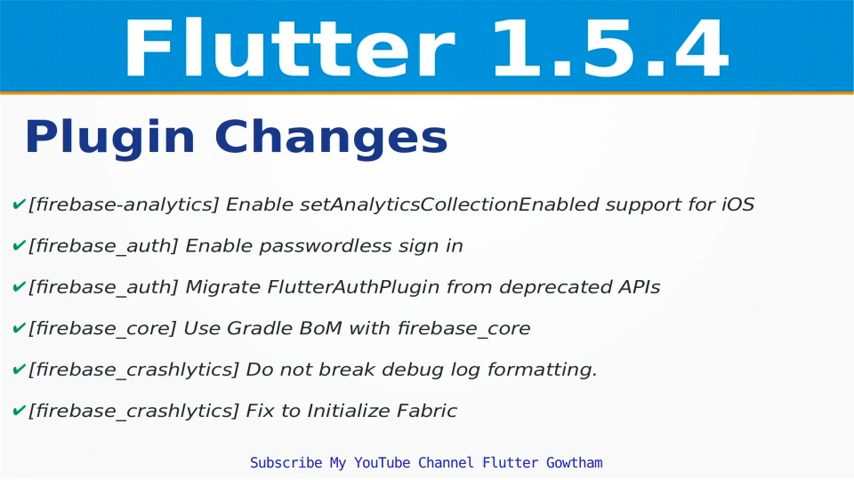 Flutter 1.5.4
Plugin Changes
✔[firebase-analytics] Enable setAnalyticsCollectionEnabled support for iOS
✔[firebase_auth] Enable passwordless sign in
✔[firebase_auth] Migrate FlutterAuthPlugin from deprecated APIs
✔[firebase_core] Use Gradle BoM with firebase_core
✔[firebase_crashlytics] Do not break debug log formatting.
✔[firebase_crashlytics] Fix to Initialize Fabric
Subscribe My YouTube Channel Flutter Gowtham